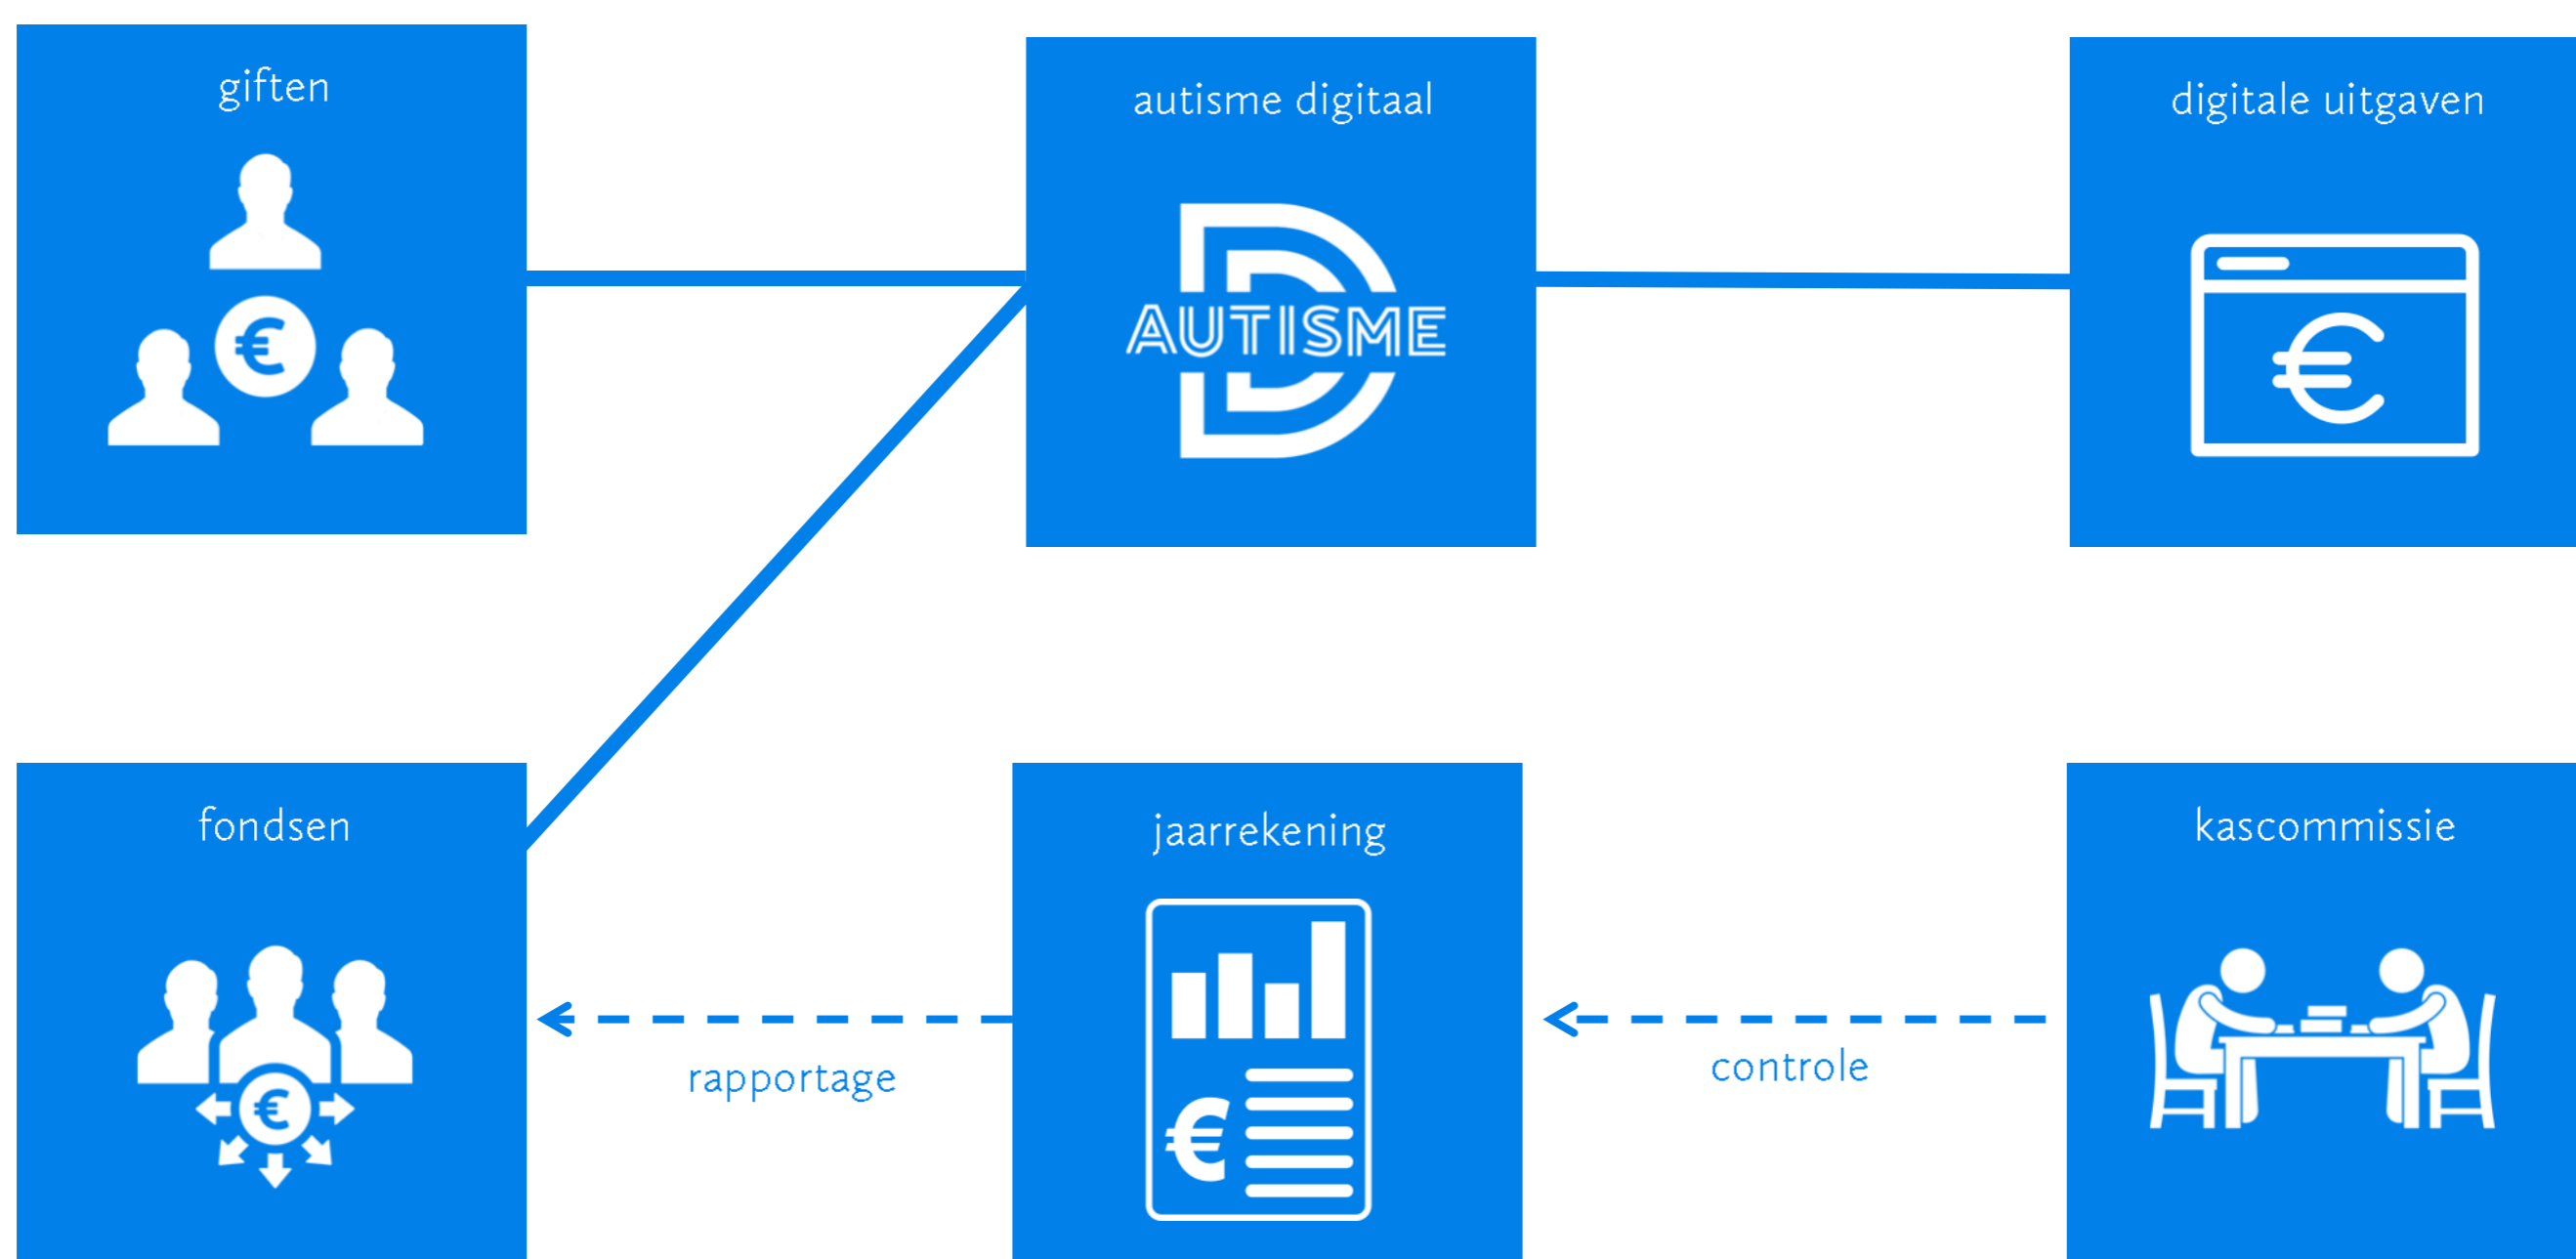 giften
€
autisme digitaal
D
AUTISME
digitale uitgaven
€
fondsen
€
rapportage
jaarrekening
€
controle
kascommissie